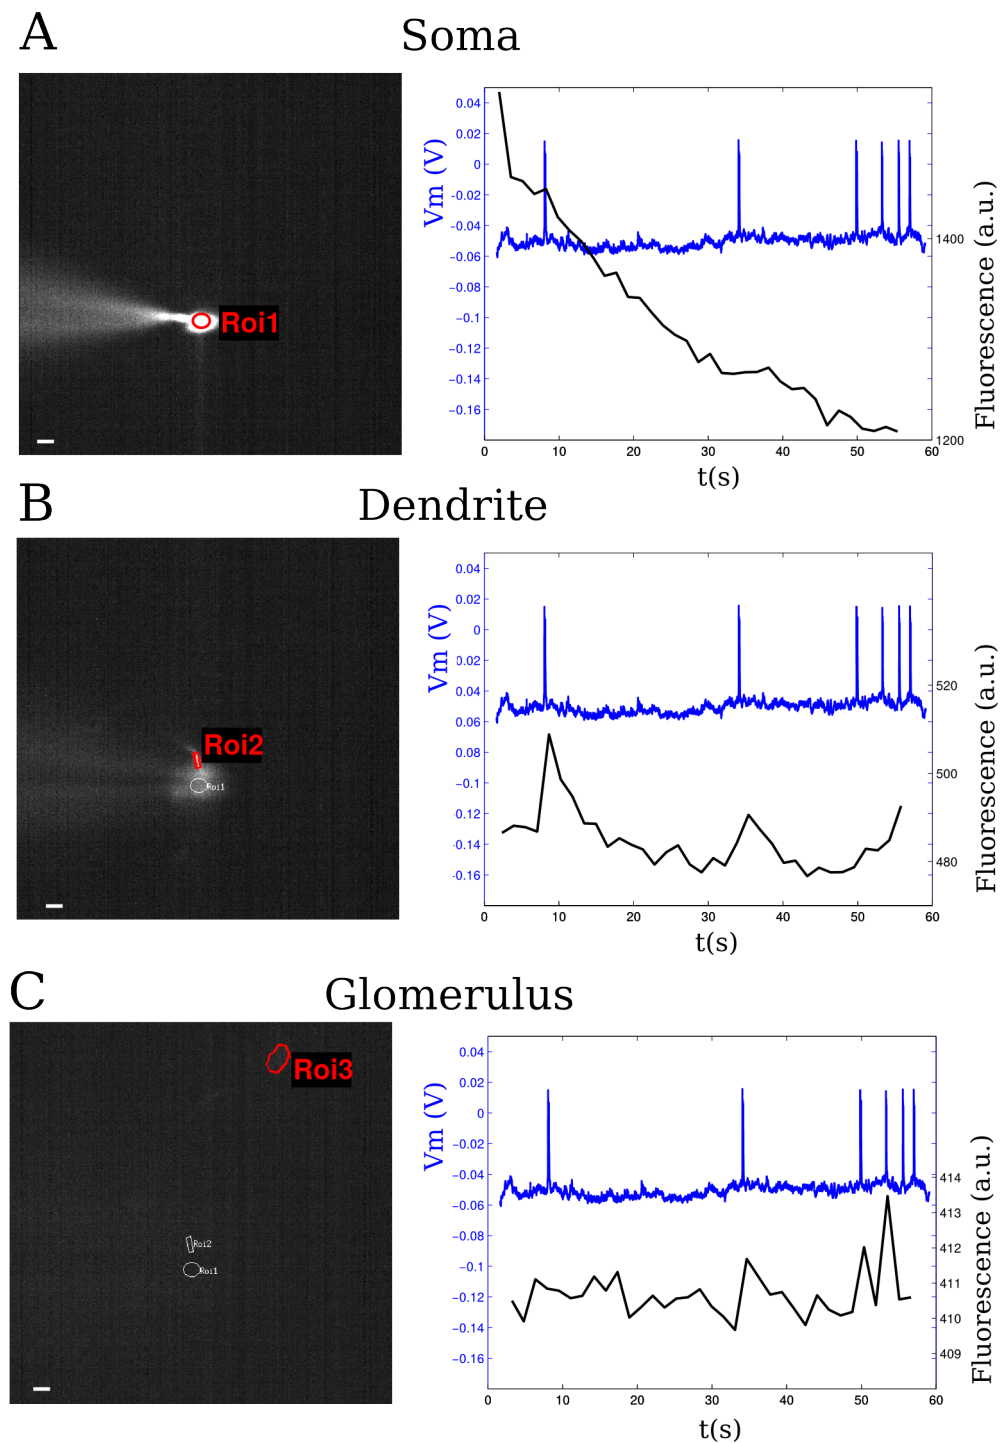 A
Soma
Roi1
Vm (V)
0.04
0.02
0
−0.02
−0.04
−0.06
−0.08
−0.1
−0.12
−0.14
−0.16
0 10 20 30 40 50 60
t(s)
1400
1200
Fluorescence (a.u.)
B
Dendrite
Roi2
Roi1
Vm (V)
0.04
0.02
0
0.02
0.04
0.06
0.08
-0.1
0.12
0.14
0.16
0 10 20 30 40 50 60
t(s)
520
500
480
Fluorescence (a.u.)
C
Glomerulus
Roi3
Roi2
Roi1
Vm (V)
0.04
0.02
0
−0.02
−0.04
−0.06
−0.08
−0.1
−0.12
−0.14
−0.16
0 10 20 30 40 50 60
t(s)
414
413
412
411
410
409
Fluorescence (a.u.)